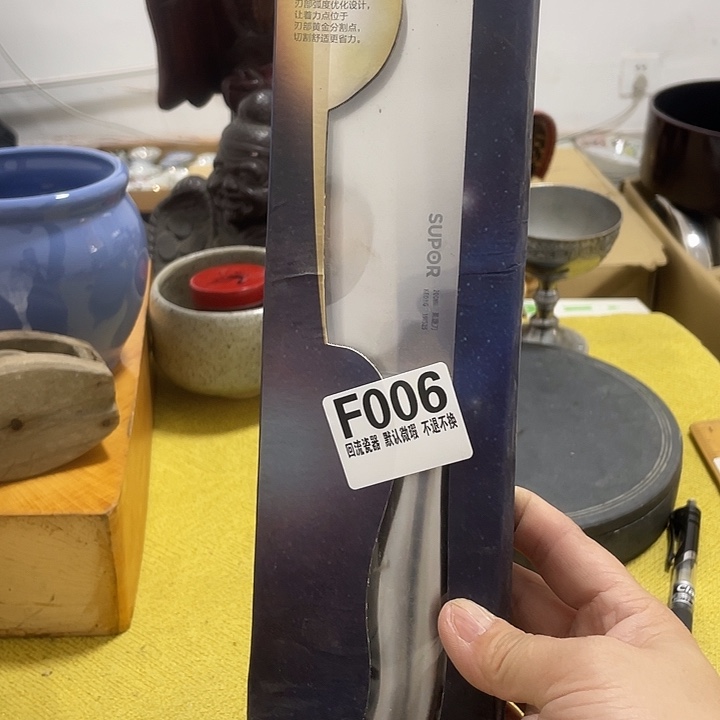 刃部弧度优化设计，
让着力点位于
刃部黄金分割点，
切割舒适更省力。
SUPOR
F006
回流瓷器 默认微瑕 不退不换